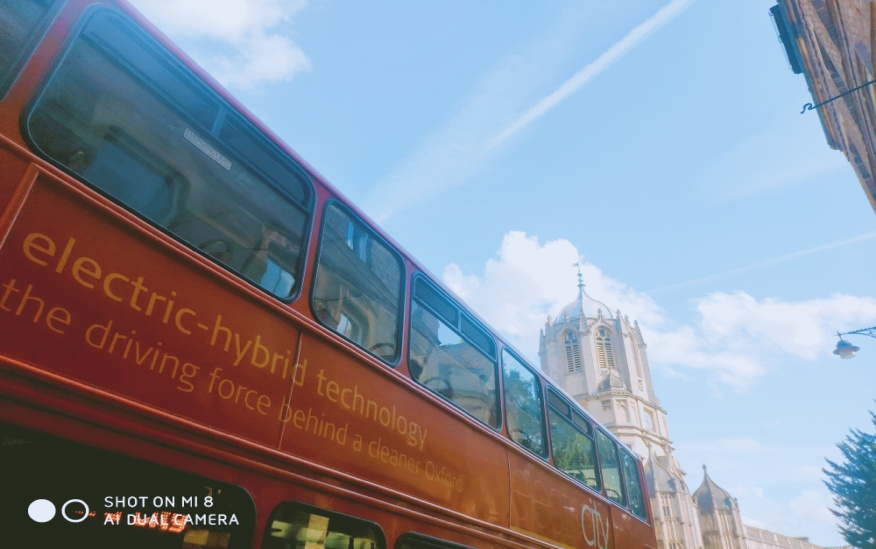 electric-hybrid technology
the driving force behind a cleaner Oxford
city
SHOT ON MI 8
AI DUAL CAMERA